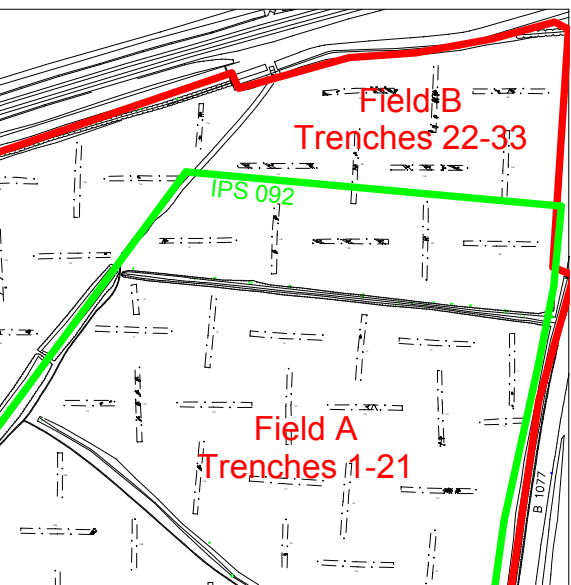 Field B
Trenches 22-33
IPS 092
Field A
Trenches 1-21
B 1077